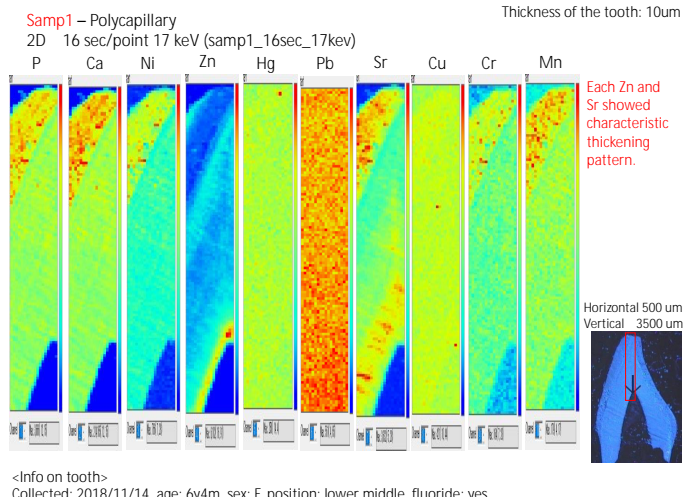 Thickness of the tooth: 10um
Samp1 – Polycapillary
2D 16 sec/point 17 keV (samp1_16sec_17kev)
P Ca Ni Zn Hg Pb Sr Cu Cr Mn
Each Zn and
Sr showed
characteristic
thickening
pattern.
Horizontal 500 um
Vertical 3500 um
<Info on tooth>
Collected: 2018/11/14, age: 6y4m, sex: F, position: lower middle, fluoride: yes